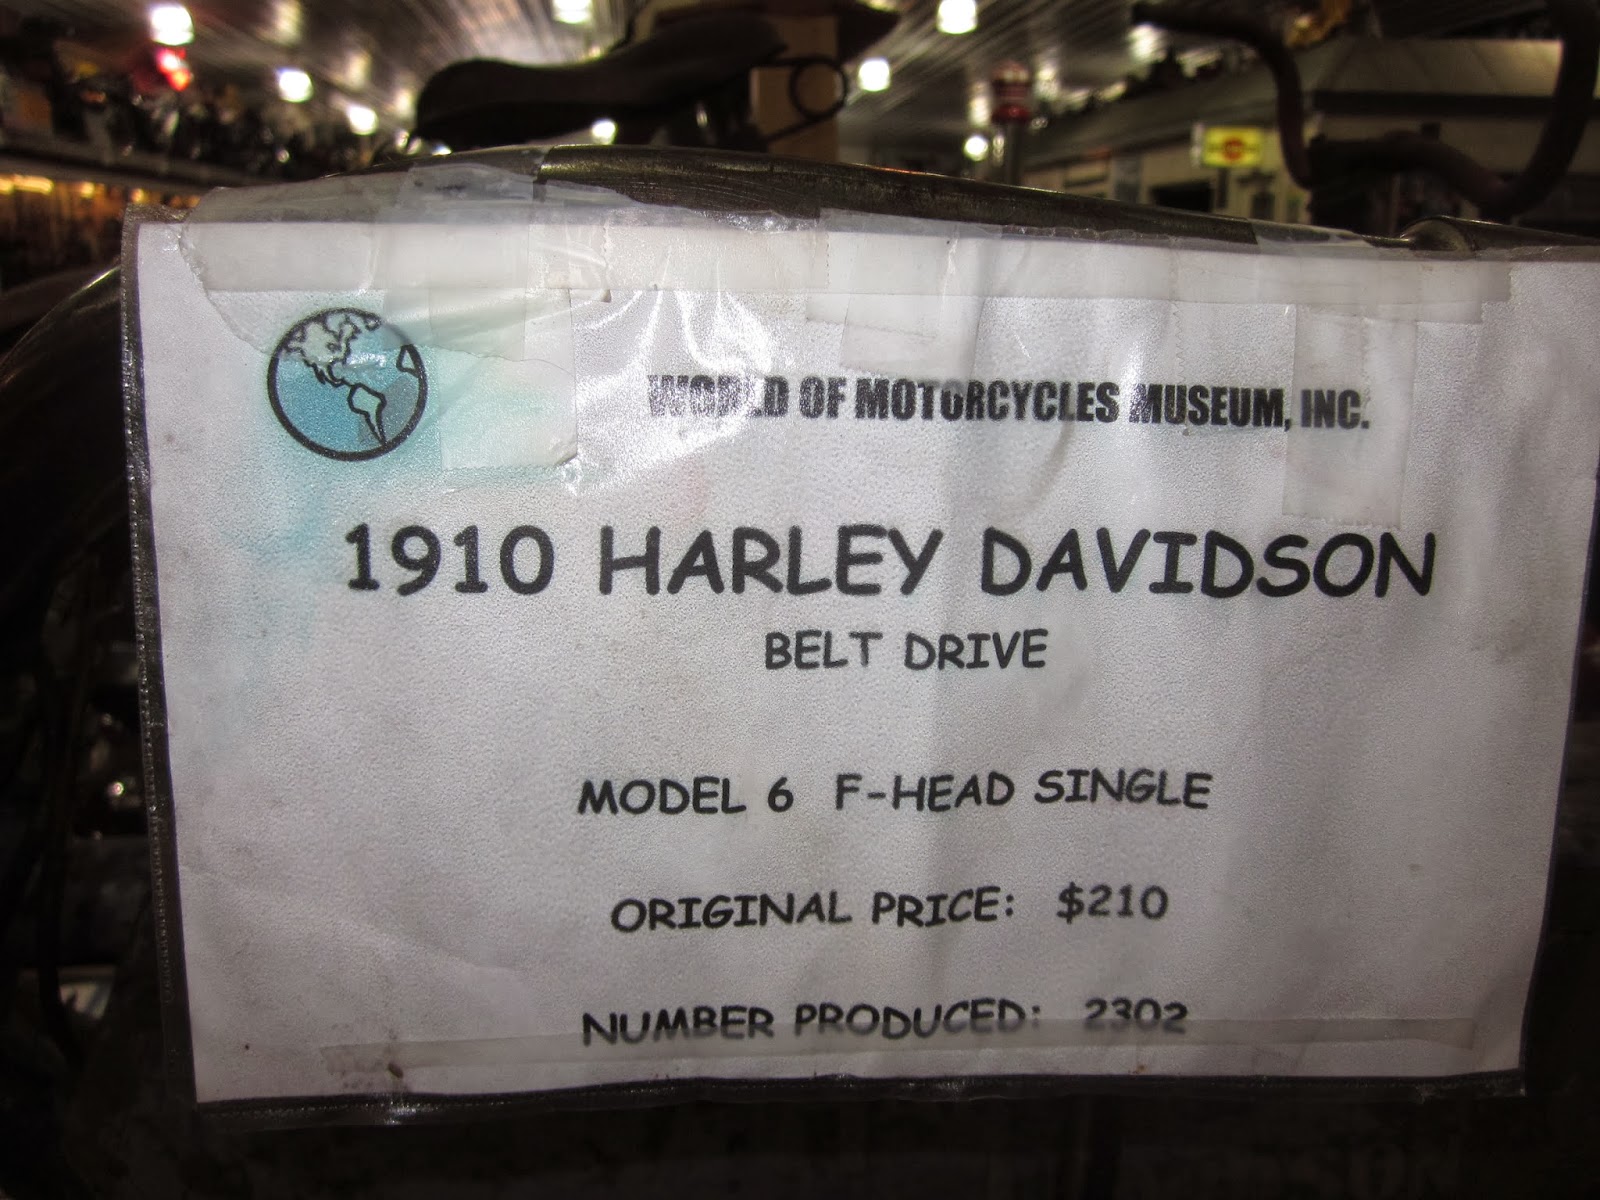 WORLD OF MOTORCYCLES MUSEUM, INC.
1910 HARLEY DAVIDSON
BELT DRIVE
MODEL 6 F-HEAD SINGLE
ORIGINAL PRICE: $210
NUMBER PRODUCED: 2302